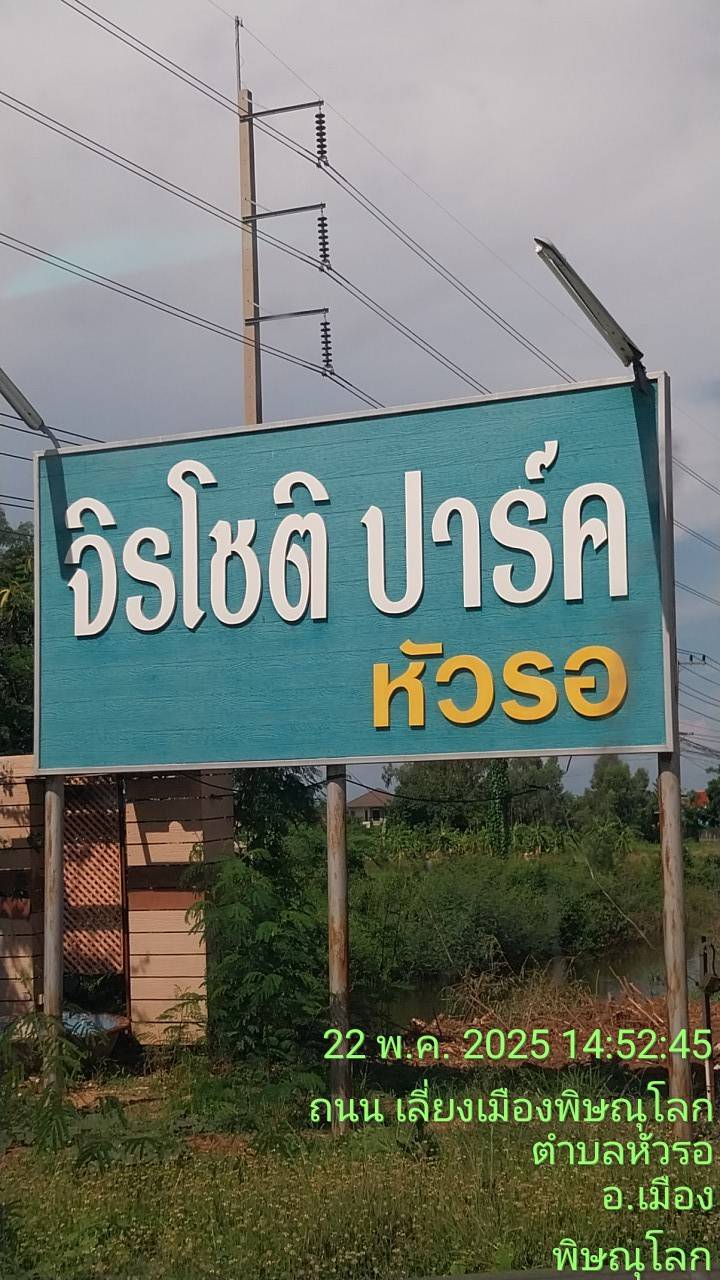 จิรโชติ ปาร์ค
หัวรอ
22 พ.ค. 2025 14:52:45
ถนน เลี่ยงเมืองพิษณุโลก
ตำบลหัวรอ
อ.เมือง
พิษณุโลก